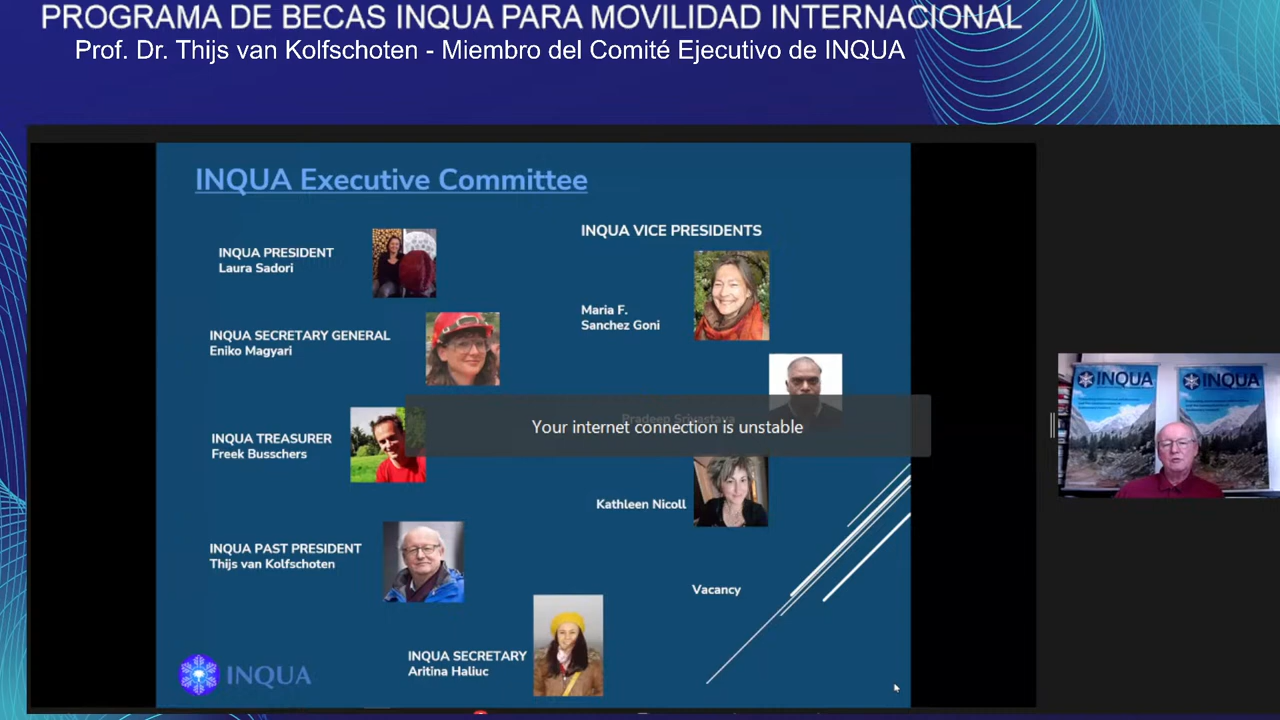 PROGRAMA DE BECAS INQUA PARA MOVILIDAD INTERNACIONAL
Prof. Dr. Thijs van Kolfschoten - Miembro del Comité Ejecutivo de INQUA
INQUA Executive Committee
INQUA PRESIDENT
Laura Sadori
INQUA SECRETARY GENERAL
Eniko Magyari
INQUA TREASURER
Freek Busschers
INQUA PAST PRESIDENT
Thijs van Kolfschoten
INQUA SECRETARY
Aritina Haliuc
INQUA VICE PRESIDENTS
Maria F.
Sanchez Goni
Pradeen Srivastava
Your internet connection is unstable
Kathleen Nicoll
Vacancy
INQUA
INQUA
INQUA